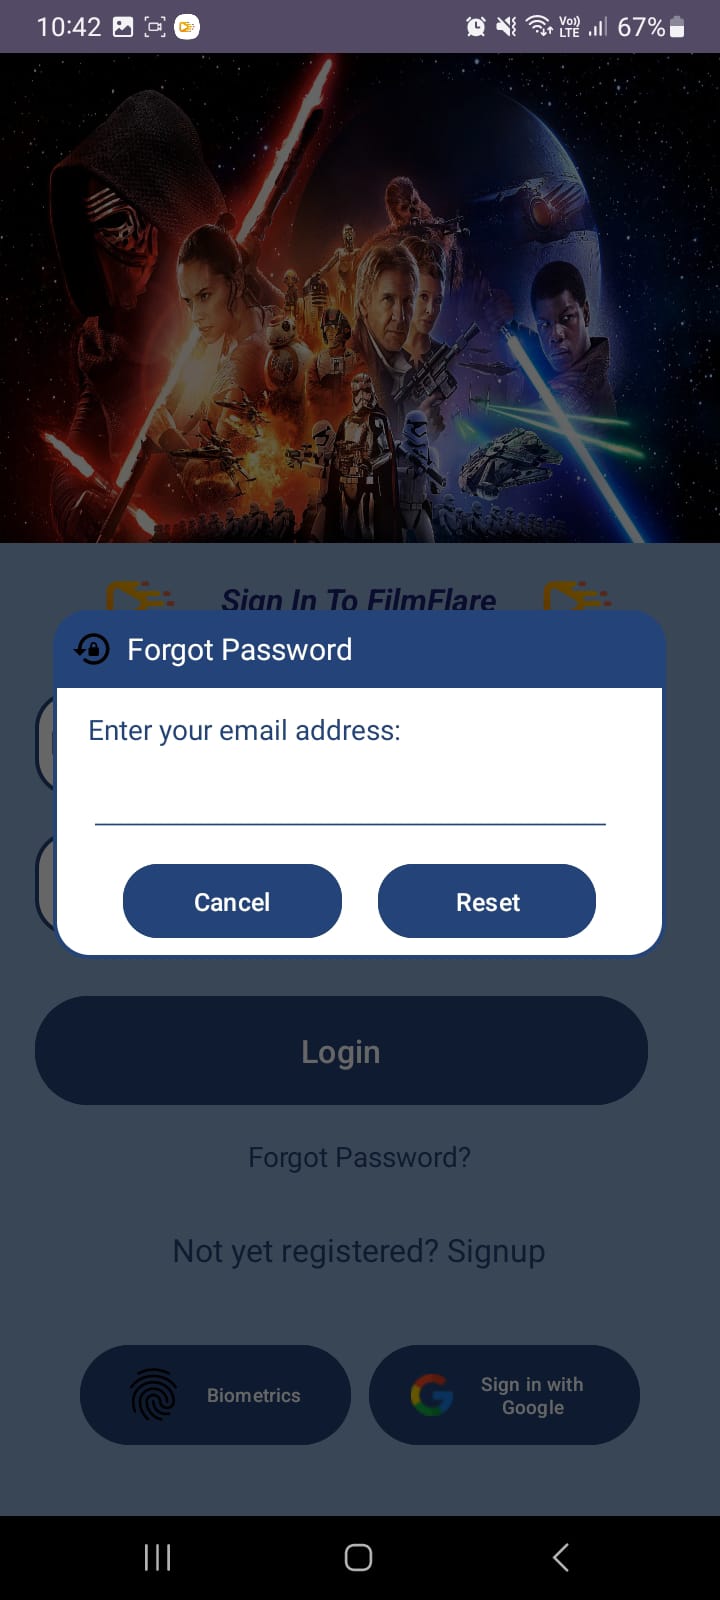 10:42
Vo)) LTE 67%
Sign In To FilmFlare
Forgot Password
Enter your email address:
Cancel Reset
Login
Forgot Password?
Not yet registered? Signup
Biometrics
Sign in with
Google